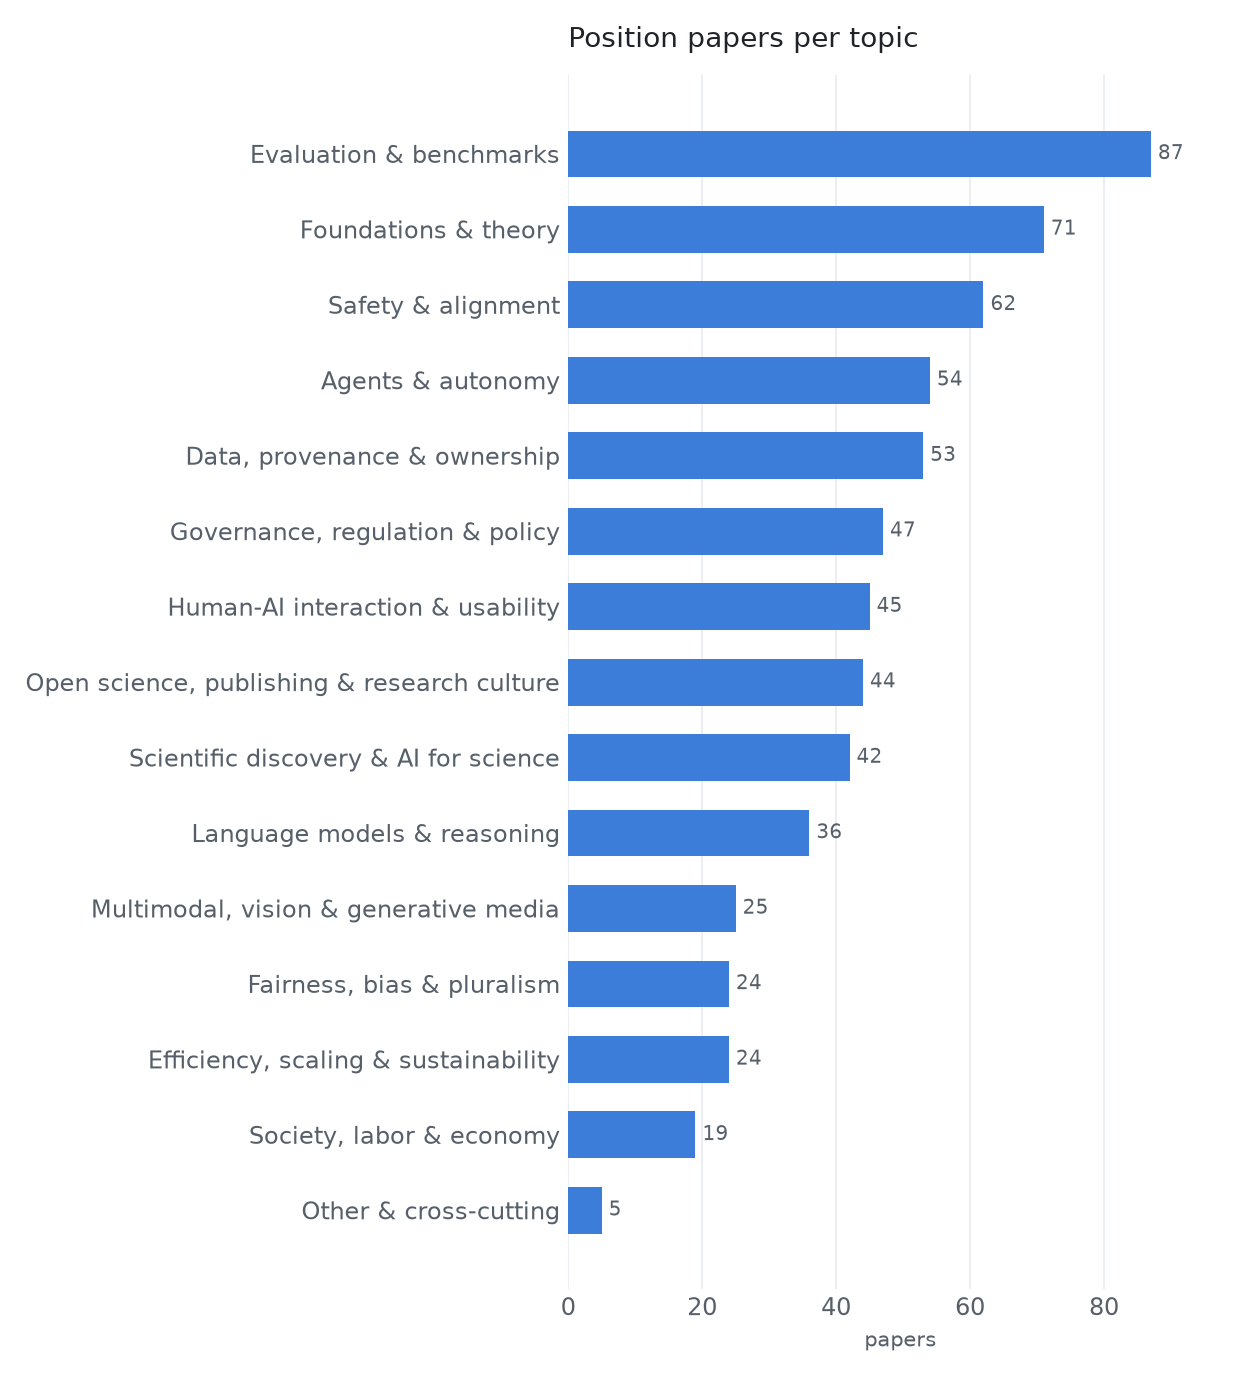 Position papers per topic
Evaluation & benchmarks 87
Foundations & theory 71
Safety & alignment 62
Agents & autonomy 54
Data, provenance & ownership 53
Governance, regulation & policy 47
Human-AI interaction & usability 45
Open science, publishing & research culture 44
Scientific discovery & AI for science 42
Language models & reasoning 36
Multimodal, vision & generative media 25
Fairness, bias & pluralism 24
Efficiency, scaling & sustainability 24
Society, labor & economy 19
Other & cross-cutting 5
0 20 40 60 80
papers